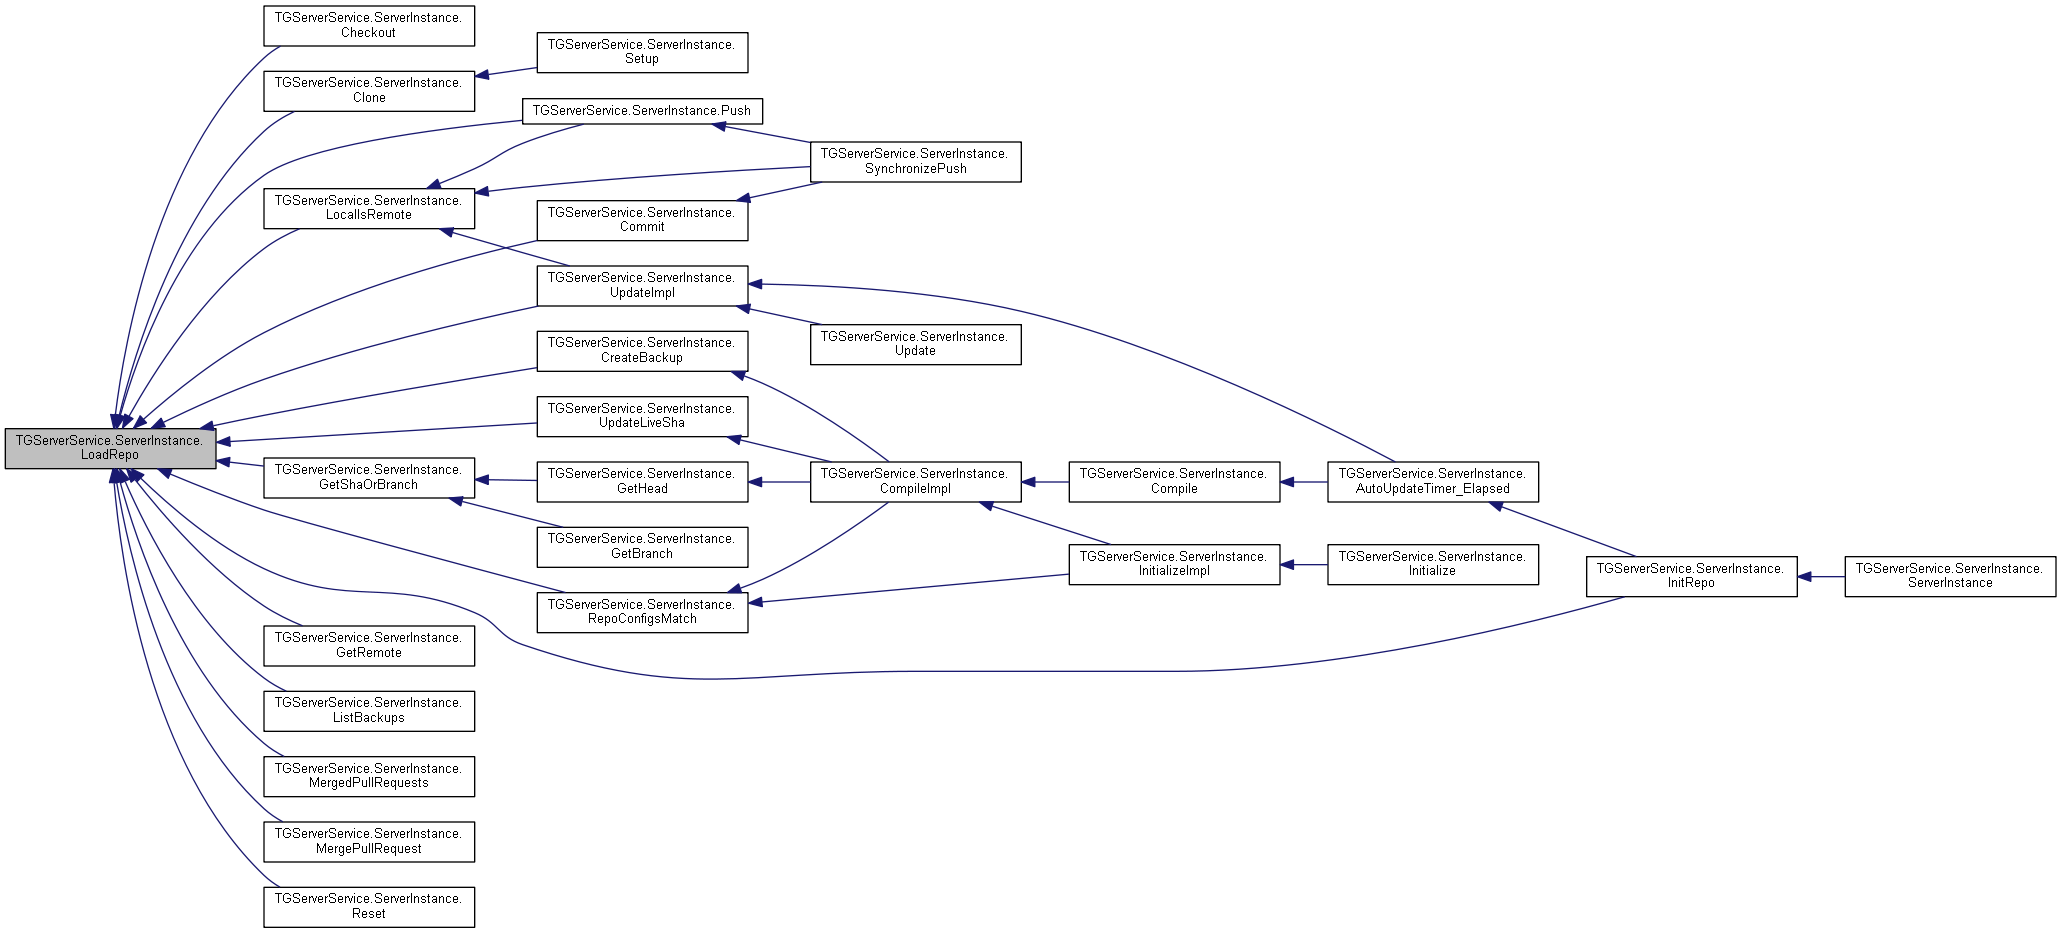 TGServerService.ServerInstance.
Checkout
TGServerService.ServerInstance.
Setup
TGServerService.ServerInstance.
Clone
TGServerService.ServerInstance.Push
TGServerService.ServerInstance.
SynchronizePush
TGServerService.ServerInstance.
LocalIsRemote
TGServerService.ServerInstance.
Commit
TGServerService.ServerInstance.
UpdateImpl
TGServerService.ServerInstance.
Update
TGServerService.ServerInstance.
CreateBackup
TGServerService.ServerInstance.
UpdateLiveSha
TGServerService.ServerInstance.
LoadRepo
TGServerService.ServerInstance.
GetShaOrBranch
TGServerService.ServerInstance.
GetHead
TGServerService.ServerInstance.
CompileImpl
TGServerService.ServerInstance.
Compile
TGServerService.ServerInstance.
AutoUpdateTimer_Elapsed
TGServerService.ServerInstance.
GetBranch
TGServerService.ServerInstance.
InitializeImpl
TGServerService.ServerInstance.
Initialize
TGServerService.ServerInstance.
InitRepo
TGServerService.ServerInstance.
ServerInstance
TGServerService.ServerInstance.
RepoConfigsMatch
TGServerService.ServerInstance.
GetRemote
TGServerService.ServerInstance.
ListBackups
TGServerService.ServerInstance.
MergedPullRequests
TGServerService.ServerInstance.
MergePullRequest
TGServerService.ServerInstance.
Reset